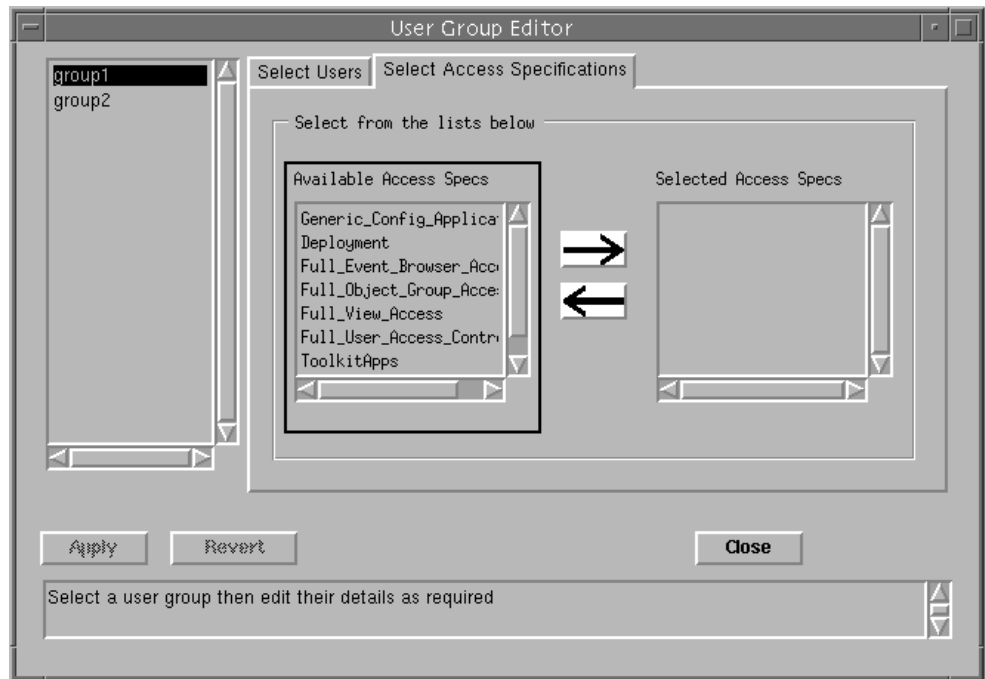 User Group Editor
group1
group2
Select Users
Select Access Specifications
Select from the lists below
Available Access Specs
Generic_Config_Applica
Deployment
Full_Event_Browser_Acc
Full_Object_Group_Acce
Full_View_Access
Full_User_Access_Contr
ToolkitApps
Selected Access Specs
Apply
Revert
Close
Select a user group then edit their details as required